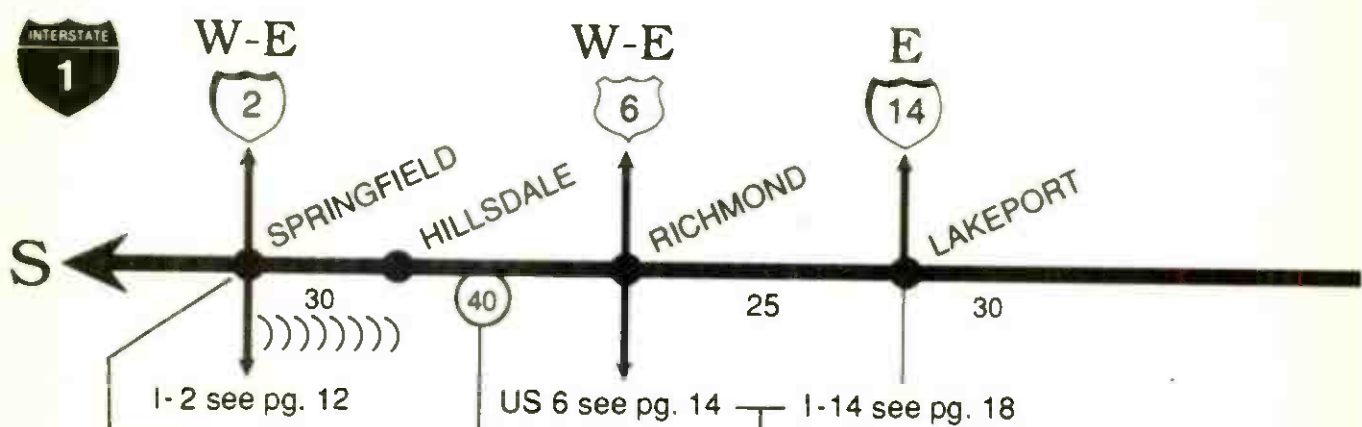 INTERSTATE
1
W-E
2
W-E
6
E
14
SPRINGFIELD
HILLSDALE
RICHMOND
LAKEPORT
S
30
40
25
30
I-2 see pg. 12
US 6 see pg. 14
I-14 see pg. 18